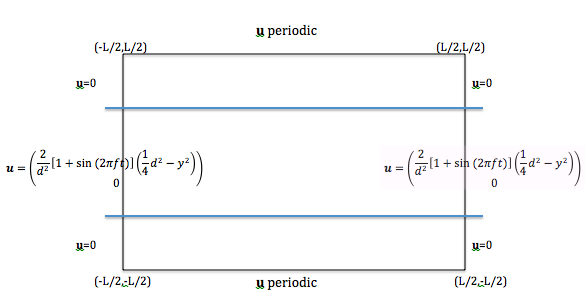 u periodic
(-L/2,L/2) (L/2,L/2)
u=0 u=0
u = ( 2/d² [1 + sin (2πft)] (1/4 d² − y²) ) u = ( 2/d² [1 + sin (2πft)] (1/4 d² − y²) )
0 0
u=0 u=0
(-L/2,-L/2) u periodic (L/2,-L/2)